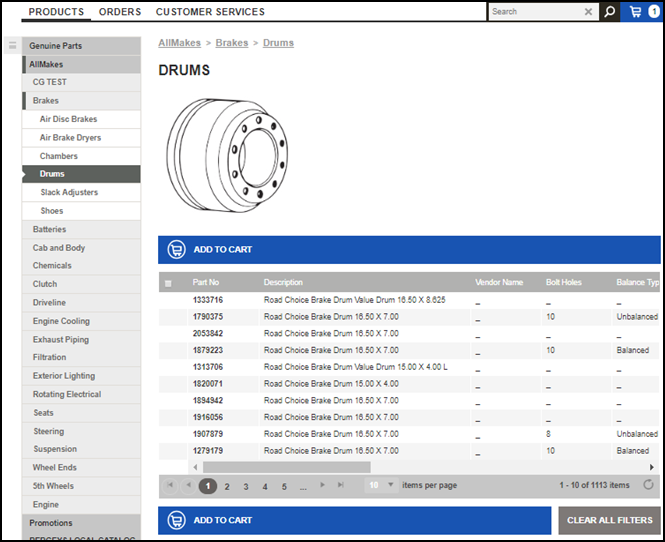 PRODUCTS ORDERS CUSTOMER SERVICES Search 1
Genuine Parts
AllMakes
CG TEST
Brakes
Air Disc Brakes
Air Brake Dryers
Chambers
Drums
Slack Adjusters
Shoes
Batteries
Cab and Body
Chemicals
Clutch
Driveline
Engine Cooling
Exhaust Piping
Filtration
Exterior Lighting
Rotating Electrical
Seats
Steering
Suspension
Wheel Ends
5th Wheels
Engine
Promotions
AllMakes > Brakes > Drums
DRUMS
ADD TO CART
Part No Description Vendor Name Bolt Holes Balance Typ
1333716 Road Choice Brake Drum Value Drum 16.50 X 8.625 _ _ _
1790375 Road Choice Brake Drum 16.50 X 7.00 _ 10 Unbalanced
2053842 Road Choice Brake Drum 16.50 X 7.00 _ _ _
1879223 Road Choice Brake Drum 16.50 X 7.00 _ 10 Balanced
1313706 Road Choice Brake Drum Value Drum 15.00 X 4.00 L _ _ _
1820071 Road Choice Brake Drum 15.00 X 4.00 _ _ _
1894942 Road Choice Brake Drum 16.50 X 7.00 _ _ _
1916056 Road Choice Brake Drum 16.50 X 7.00 _ _ _
1907879 Road Choice Brake Drum 16.50 X 7.00 _ 8 Unbalanced
1279179 Road Choice Brake Drum 16.50 X 7.00 _ 10 Balanced
1 2 3 4 5 ... 10 items per page 1 - 10 of 1113 items
ADD TO CART CLEAR ALL FILTERS